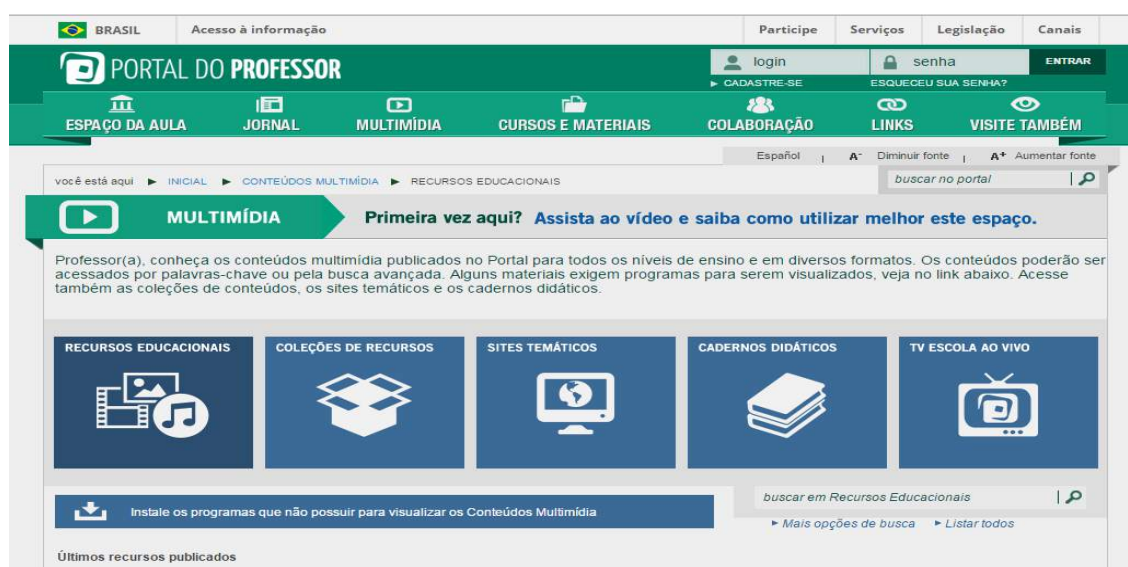 BRASIL Acesso à informação Participe Serviços Legislação Canais
PORTAL DO PROFESSOR login senha ENTRAR
► CADASTRE-SE ESQUECEU SUA SENHA?
ESPAÇO DA AULA JORNAL MULTIMÍDIA CURSOS E MATERIAIS COLABORAÇÃO LINKS VISITE TAMBÉM
Español | A- Diminuir fonte | A+ Aumentar fonte
você está aqui ► INICIAL ► CONTEÚDOS MULTIMÍDIA ► RECURSOS EDUCACIONAIS buscar no portal
MULTIMÍDIA Primeira vez aqui? Assista ao vídeo e saiba como utilizar melhor este espaço.
Professor(a), conheça os conteúdos multimídia publicados no Portal para todos os níveis de ensino e em diversos formatos. Os conteúdos poderão ser
acessados por palavras-chave ou pela busca avançada. Alguns materiais exigem programas para serem visualizados, veja no link abaixo. Acesse
também as coleções de conteúdos, os sites temáticos e os cadernos didáticos.
RECURSOS EDUCACIONAIS COLEÇÕES DE RECURSOS SITES TEMÁTICOS CADERNOS DIDÁTICOS TV ESCOLA AO VIVO
buscar em Recursos Educacionais
Instale os programas que não possuir para visualizar os Conteúdos Multimídia
► Mais opções de busca ► Listar todos
Últimos recursos publicados